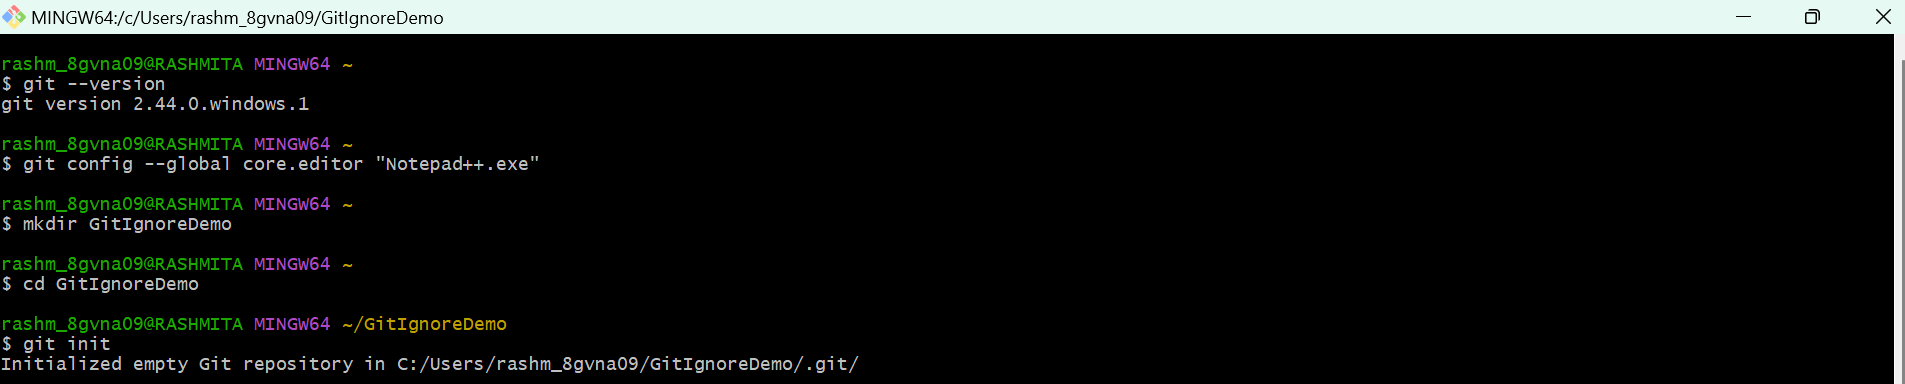 MINGW64:/c/Users/rashm_8gvna09/GitIgnoreDemo
rashm_8gvna09@RASHMITA MINGW64 ~
$ git --version
git version 2.44.0.windows.1
rashm_8gvna09@RASHMITA MINGW64 ~
$ git config --global core.editor "Notepad++.exe"
rashm_8gvna09@RASHMITA MINGW64 ~
$ mkdir GitIgnoreDemo
rashm_8gvna09@RASHMITA MINGW64 ~
$ cd GitIgnoreDemo
rashm_8gvna09@RASHMITA MINGW64 ~/GitIgnoreDemo
$ git init
Initialized empty Git repository in C:/Users/rashm_8gvna09/GitIgnoreDemo/.git/